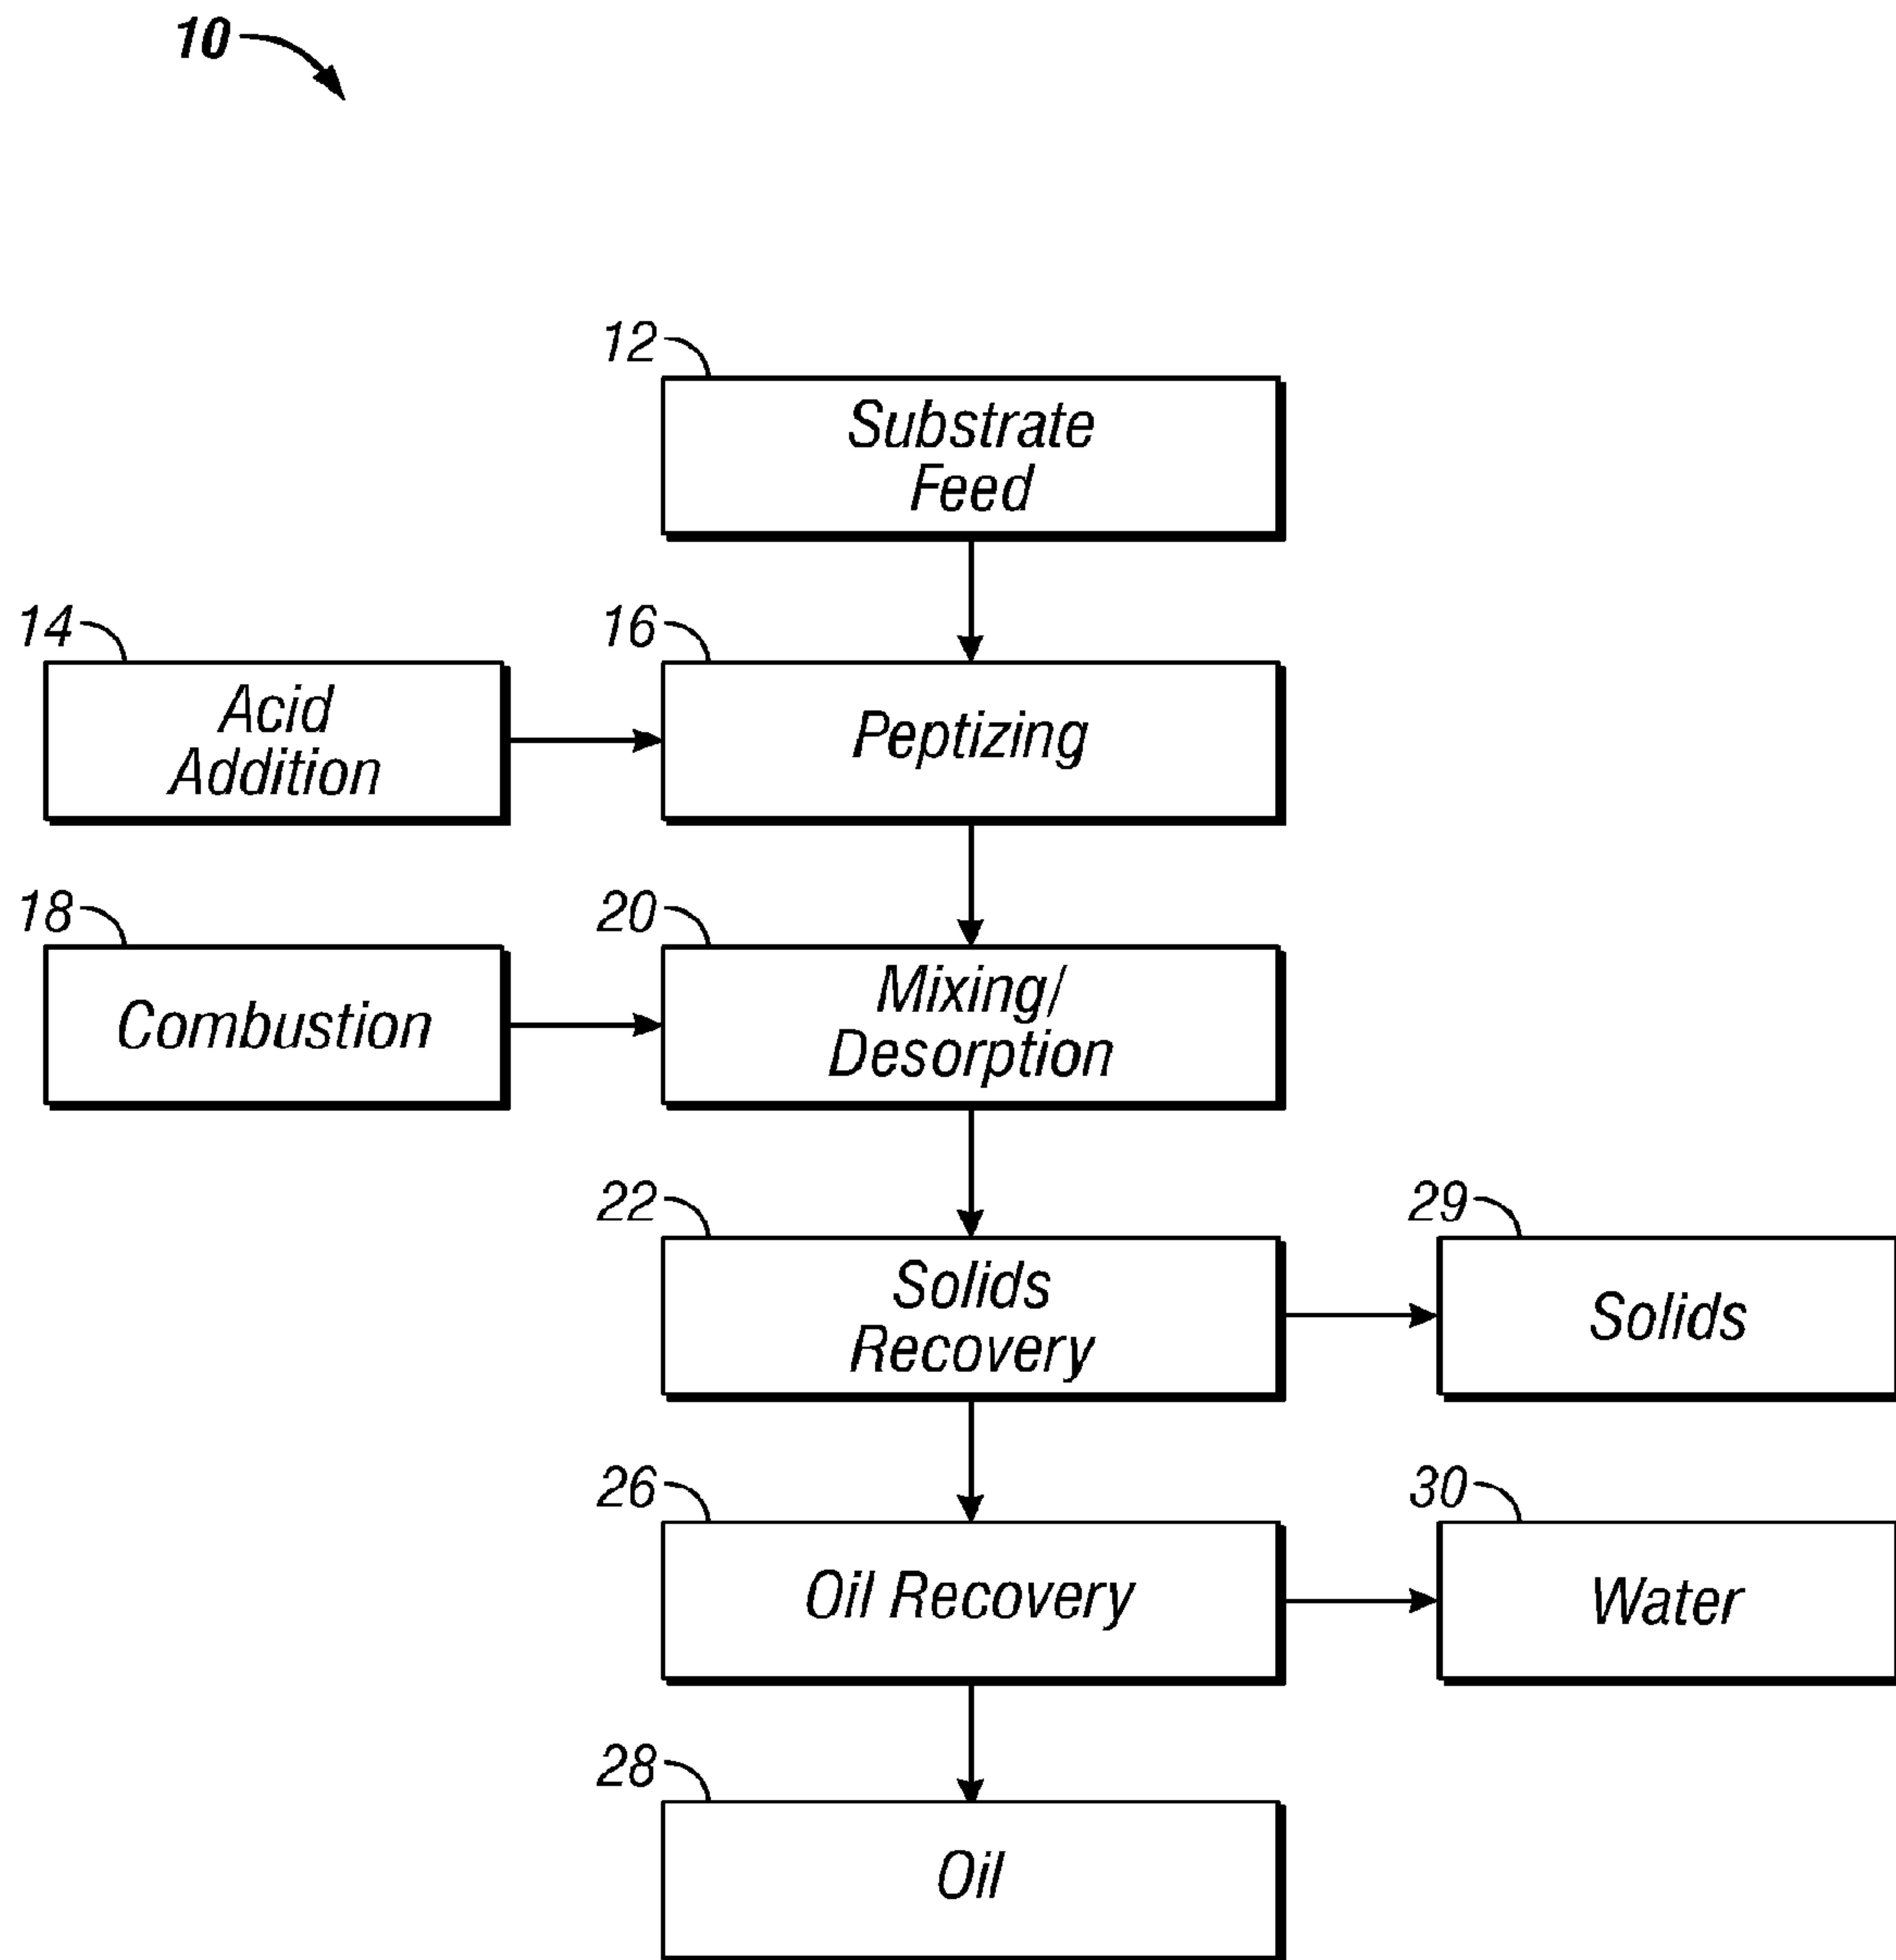 10
12
Substrate
Feed
14
Acid
Addition
16
Peptizing
18
Combustion
20
Mixing/
Desorption
22
Solids
Recovery
29
Solids
26
Oil Recovery
30
Water
28
Oil